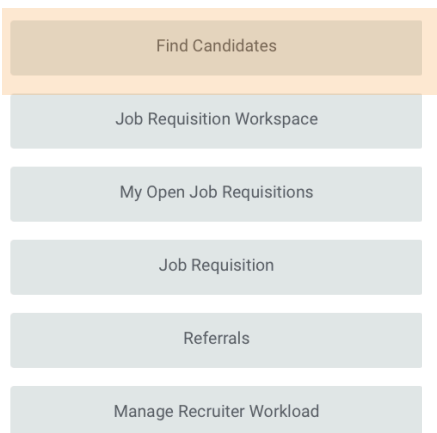 Find Candidates
Job Requisition Workspace
My Open Job Requisitions
Job Requisition
Referrals
Manage Recruiter Workload